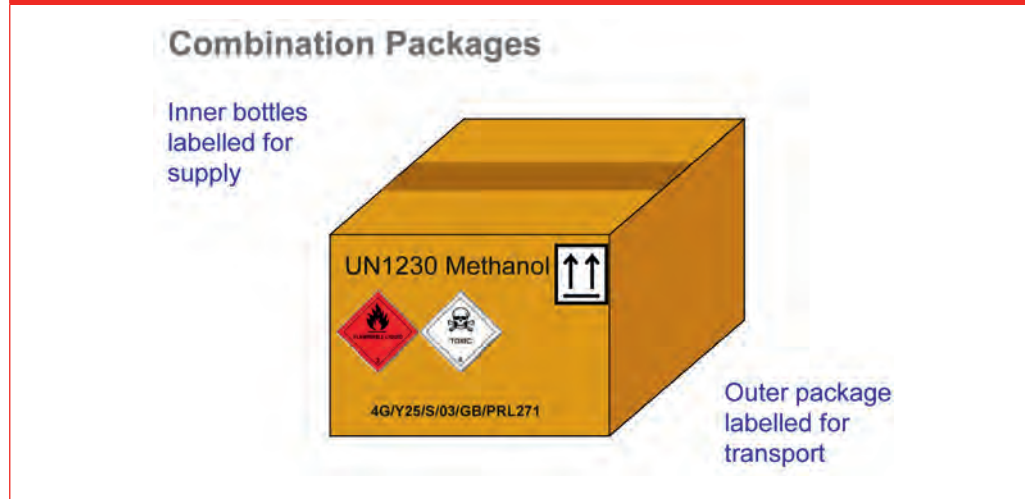 Combination Packages
Inner bottles
labelled for
supply
UN1230 Methanol
FLAMMABLE LIQUID
3
TOXIC
6
4G/Y25/S/03/GB/PRL271
Outer package
labelled for
transport